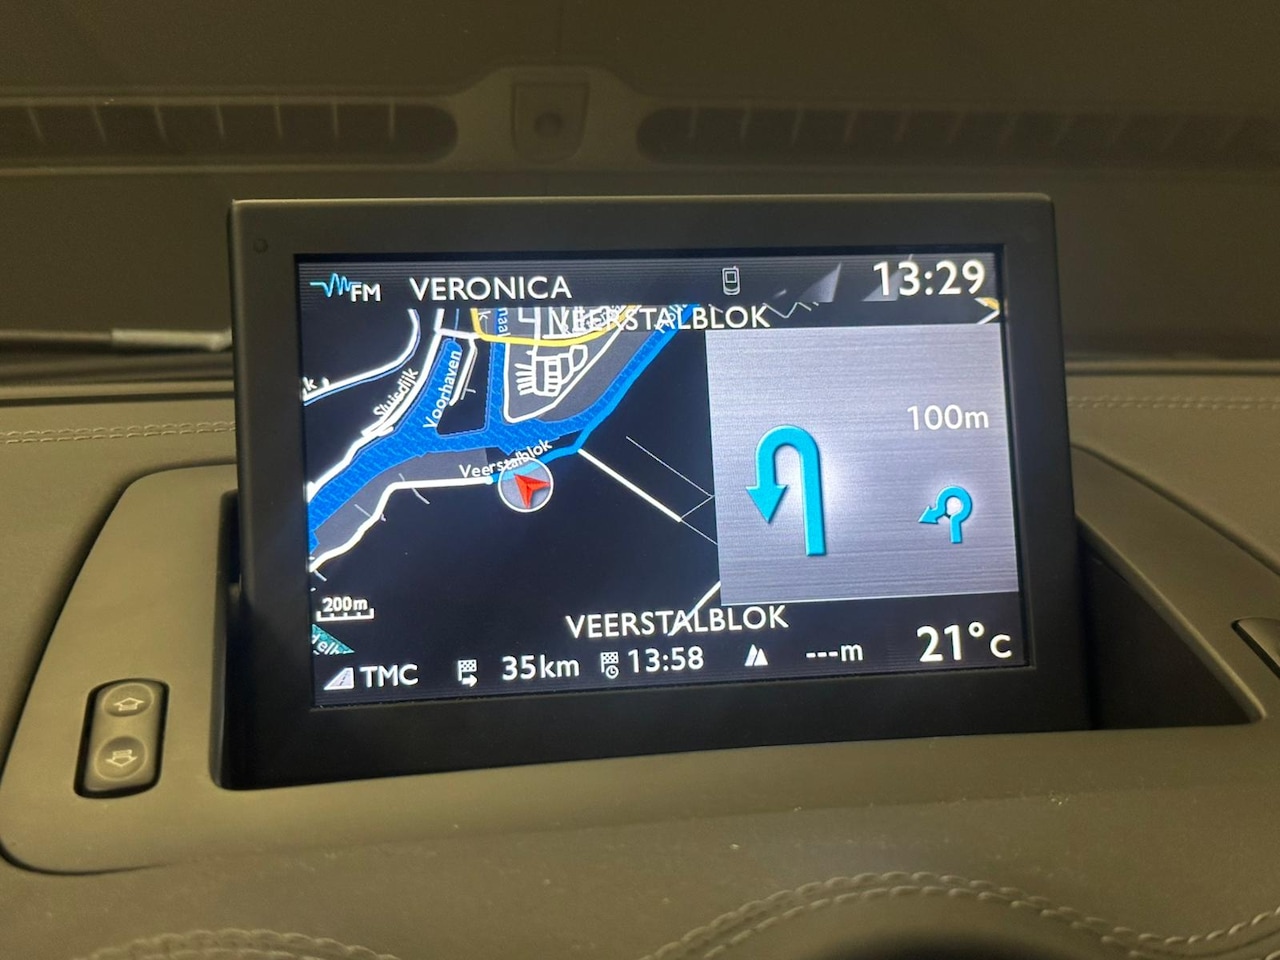 FM VERONICA 13:29
VEERSTALBLOK
Sluisdijk
Voorhaven
Veerstalblok
100m
200m
VEERSTALBLOK
TMC 35km 13:58 ---m 21°c